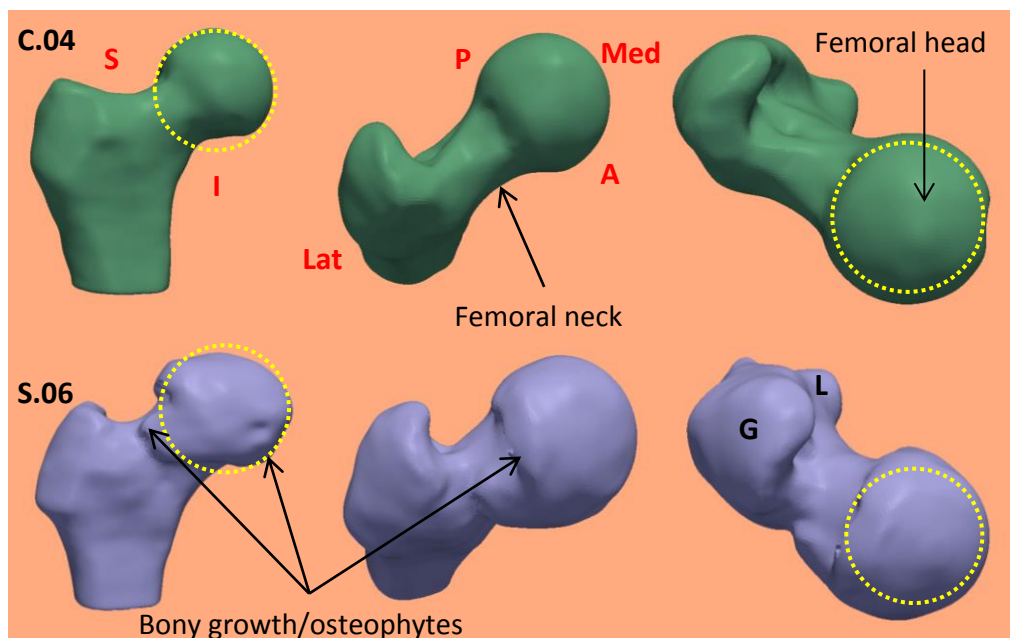 C.04
S
P
Med
Femoral head
I
A
Lat
Femoral neck
S.06
L
G
Bony growth/osteophytes